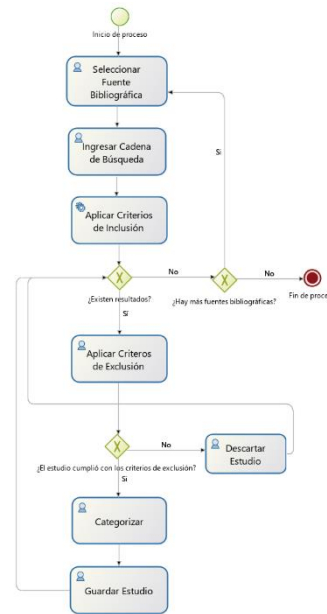 Inicio de proceso
Seleccionar
Fuente
Bibliográfica
Ingresar Cadena
de Búsqueda
Si
Aplicar Criterios
de Inclusión
No
No
¿Existen resultados?
¿Hay más fuentes bibliográficas?
Fin de proce
Sí
Aplicar Criteros
de Exclusión
No
Descartar
Estudio
¿El estudio cumplió con los criterios de exclusión?
Si
Categorizar
Guardar Estudio